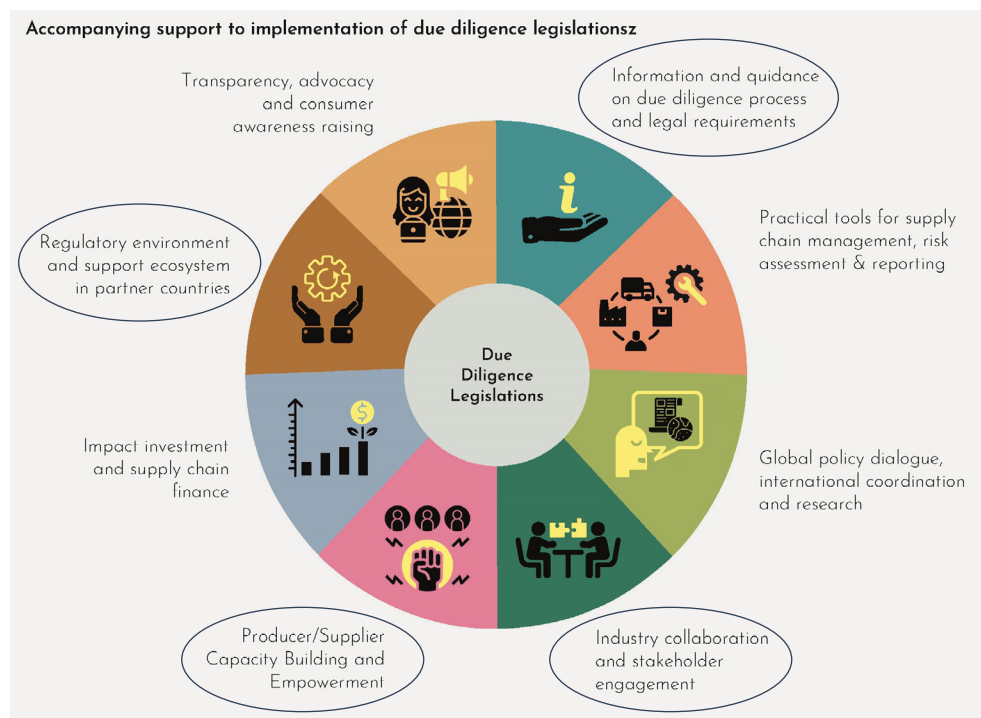 Accompanying support to implementation of due diligence legislationsz
Transparency, advocacy
and consumer
awareness raising
Information and quidance
on due diligence process
and legal requirements
Regulatory environment
and support ecosystem
in partner countries
Practical tools for supply
chain management, risk
assessment & reporting
i
Due
Diligence
Legislations
$
Impact investment
and supply chain
finance
Global policy dialogue,
international coordination
and research
Producer/Supplier
Capacity Building and
Empowerment
Industry collaboration
and stakeholder
engagement